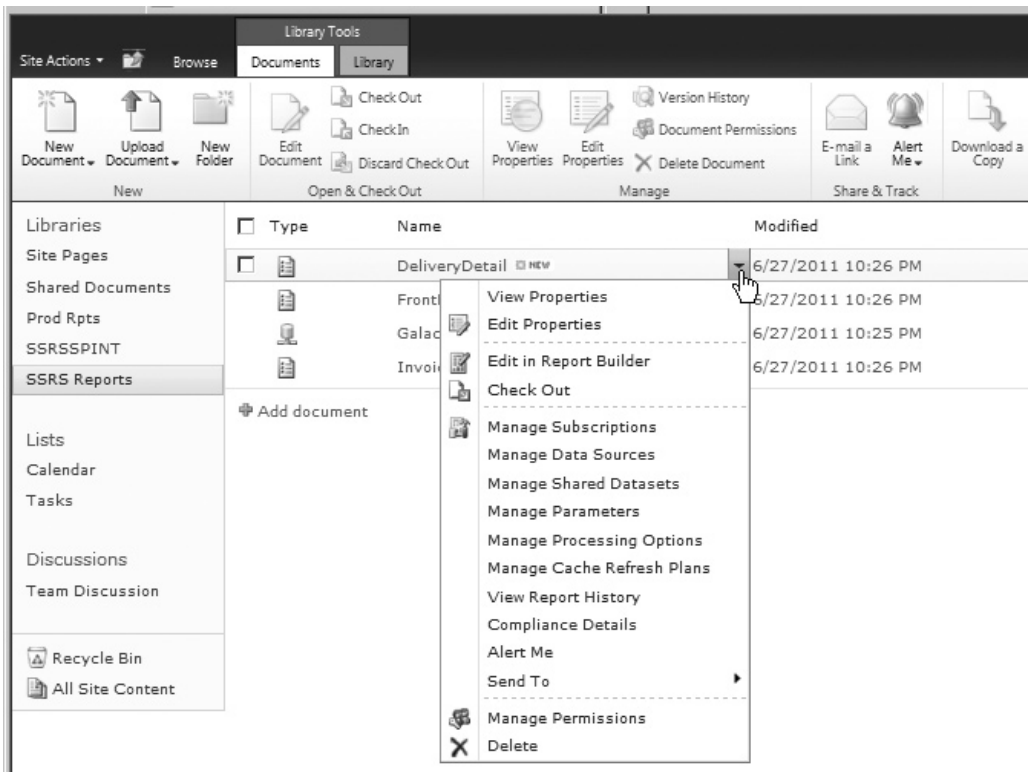 Library Tools
Site Actions Browse Documents Library
Check Out
Check In
Discard Check Out
New Document
Upload Document
New Folder
Edit Document
View Properties
Edit Properties
Version History
Document Permissions
Delete Document
E-mail a Link
Alert Me
Download a Copy
New
Open & Check Out
Manage
Share & Track
Libraries
Site Pages
Shared Documents
Prod Rpts
SSRSSPINT
SSRS Reports
Lists
Calendar
Tasks
Discussions
Team Discussion
Recycle Bin
All Site Content
Type Name Modified
DeliveryDetail NEW 6/27/2011 10:26 PM
6/27/2011 10:26 PM
6/27/2011 10:25 PM
6/27/2011 10:26 PM
Add document
View Properties
Edit Properties
Edit in Report Builder
Check Out
Manage Subscriptions
Manage Data Sources
Manage Shared Datasets
Manage Parameters
Manage Processing Options
Manage Cache Refresh Plans
View Report History
Compliance Details
Alert Me
Send To
Manage Permissions
Delete